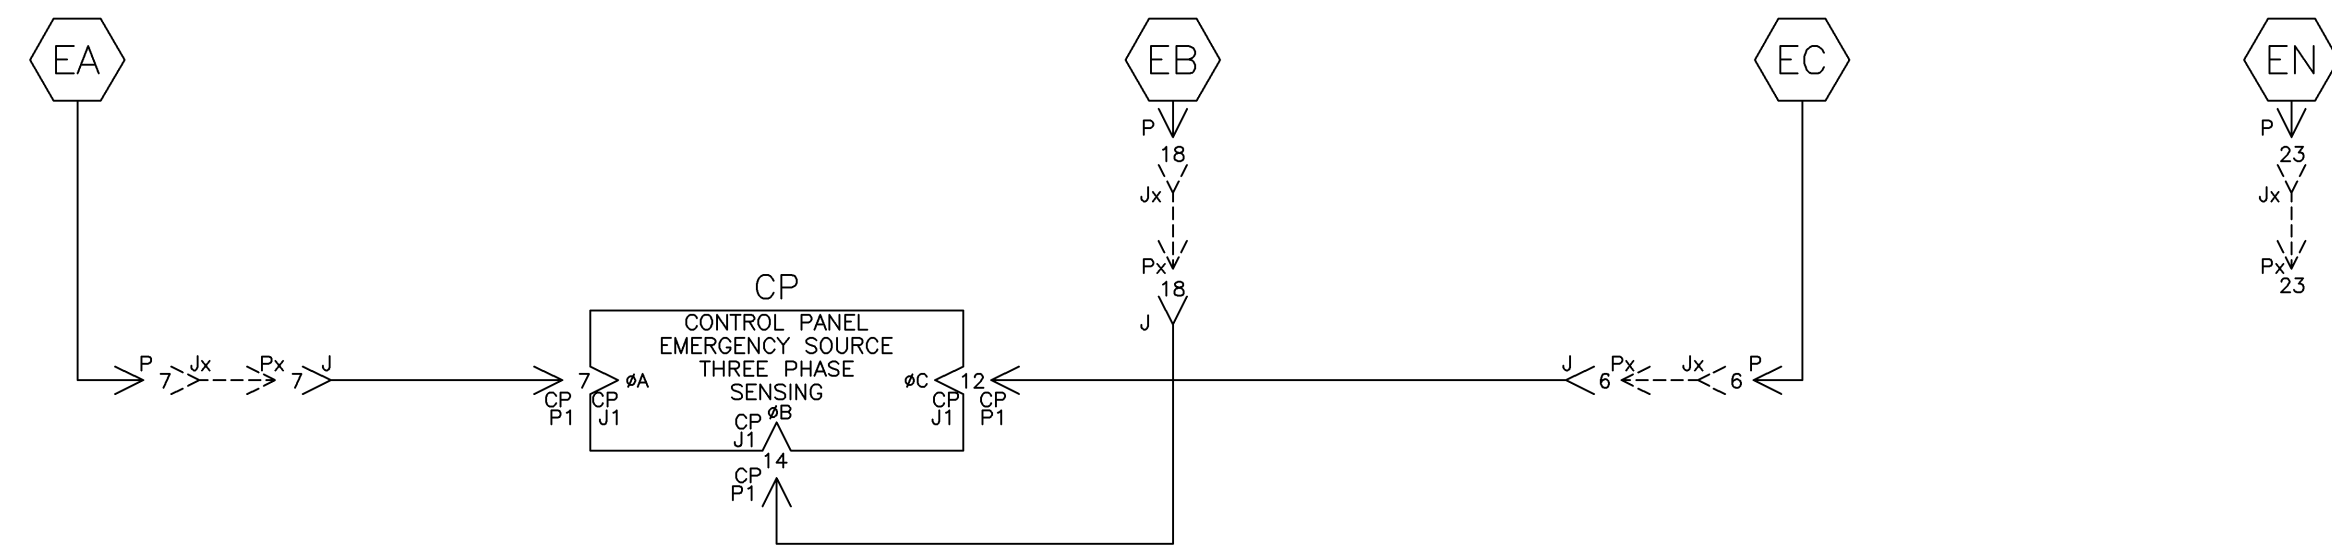 EA
EB
EC
EN
P
P
18
23
Jx
Jx
Px
Px
18
23
J
CP
CONTROL PANEL
EMERGENCY SOURCE
THREE PHASE
SENSING
P 7 Jx Px 7 J
7 øA
øC 12
J 6 Px Jx 6 P
CP CP
P1 J1
CP CP
J1 P1
øB
CP
J1
14
CP
P1